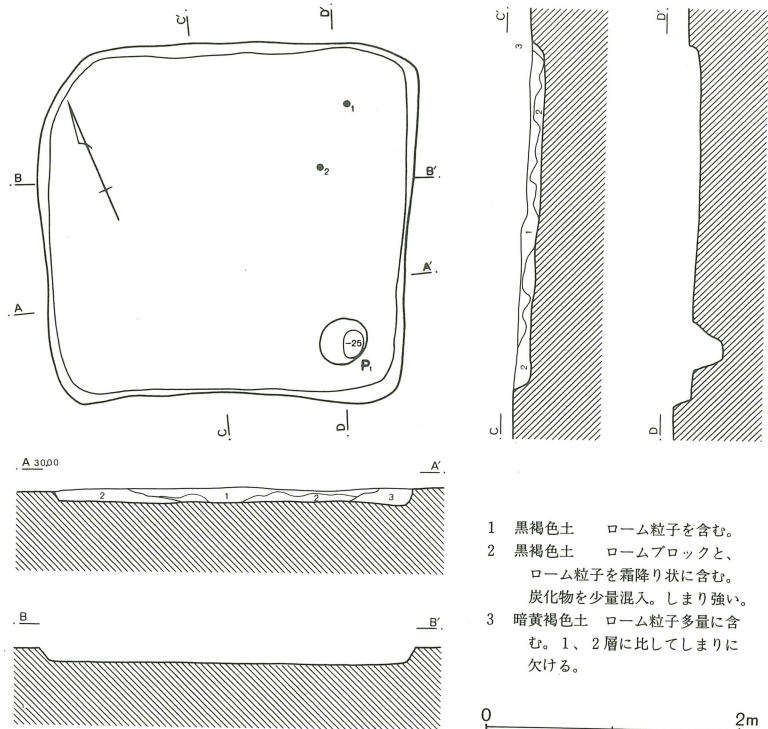 C′
D′
1
2
B
B′
A′
A
-25
P₁
C
D
C′
3
2
1
2
C
D′
D
A 30.00
A′
2
1
2
3
B
B′
1 黒褐色土 ローム粒子を含む。
2 黒褐色土 ロームブロックと、
ローム粒子を霜降り状に含む。
炭化物を少量混入。しまり強い。
3 暗黄褐色土 ローム粒子多量に含
む。1、2層に比してしまりに
欠ける。
0
2m